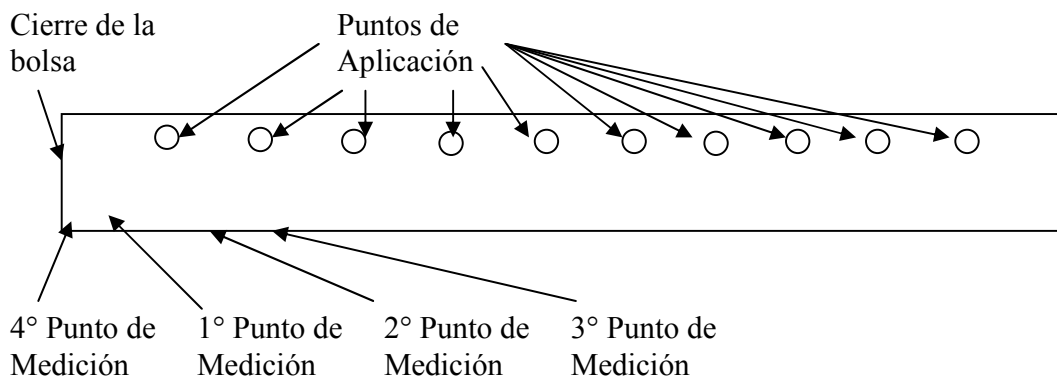 Cierre de la
bolsa
Puntos de
Aplicación
4° Punto de
Medición
1° Punto de
Medición
2° Punto de
Medición
3° Punto de
Medición